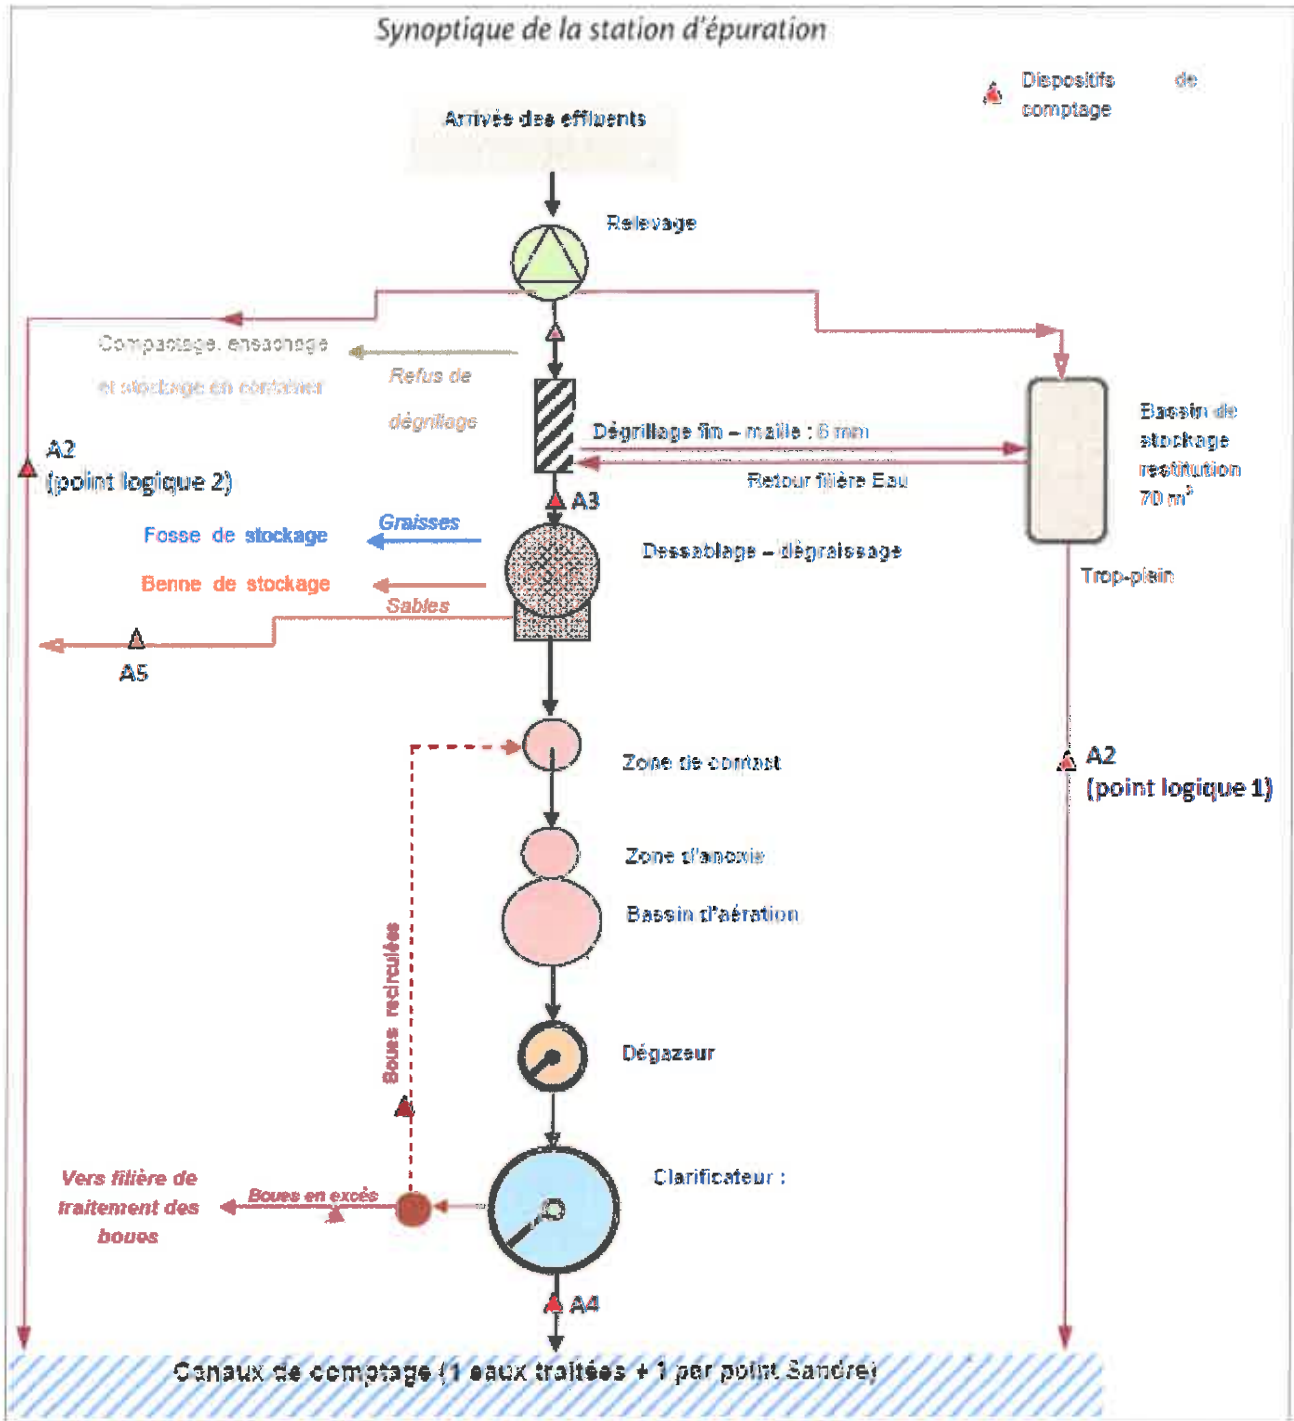 Synoptique de la station d'épuration
Dispositifs de
comptage
Arrivés des effluents
Relevage
Compactage, ensachage
et stockage en container
Refus de
dégrillage
Dégrillage fin – maille : 6 mm
Retour filière Eau
Bassin de
stockage
restitution
70 m³
A2
(point logique 2)
A3
Graisses
Fosse de stockage
Dessablage – dégraissage
Benne de stockage
Sables
Trop-plein
A5
Zone de contact
A2
(point logique 1)
Zone d'anoxie
Bassin d'aération
Boues recirculées
Dégazeur
Clarificateur :
Vers filière de
traitement des
boues
Boues en excés
A4
Canaux de comptage (1 eaux traitées + 1 par point Sandre)